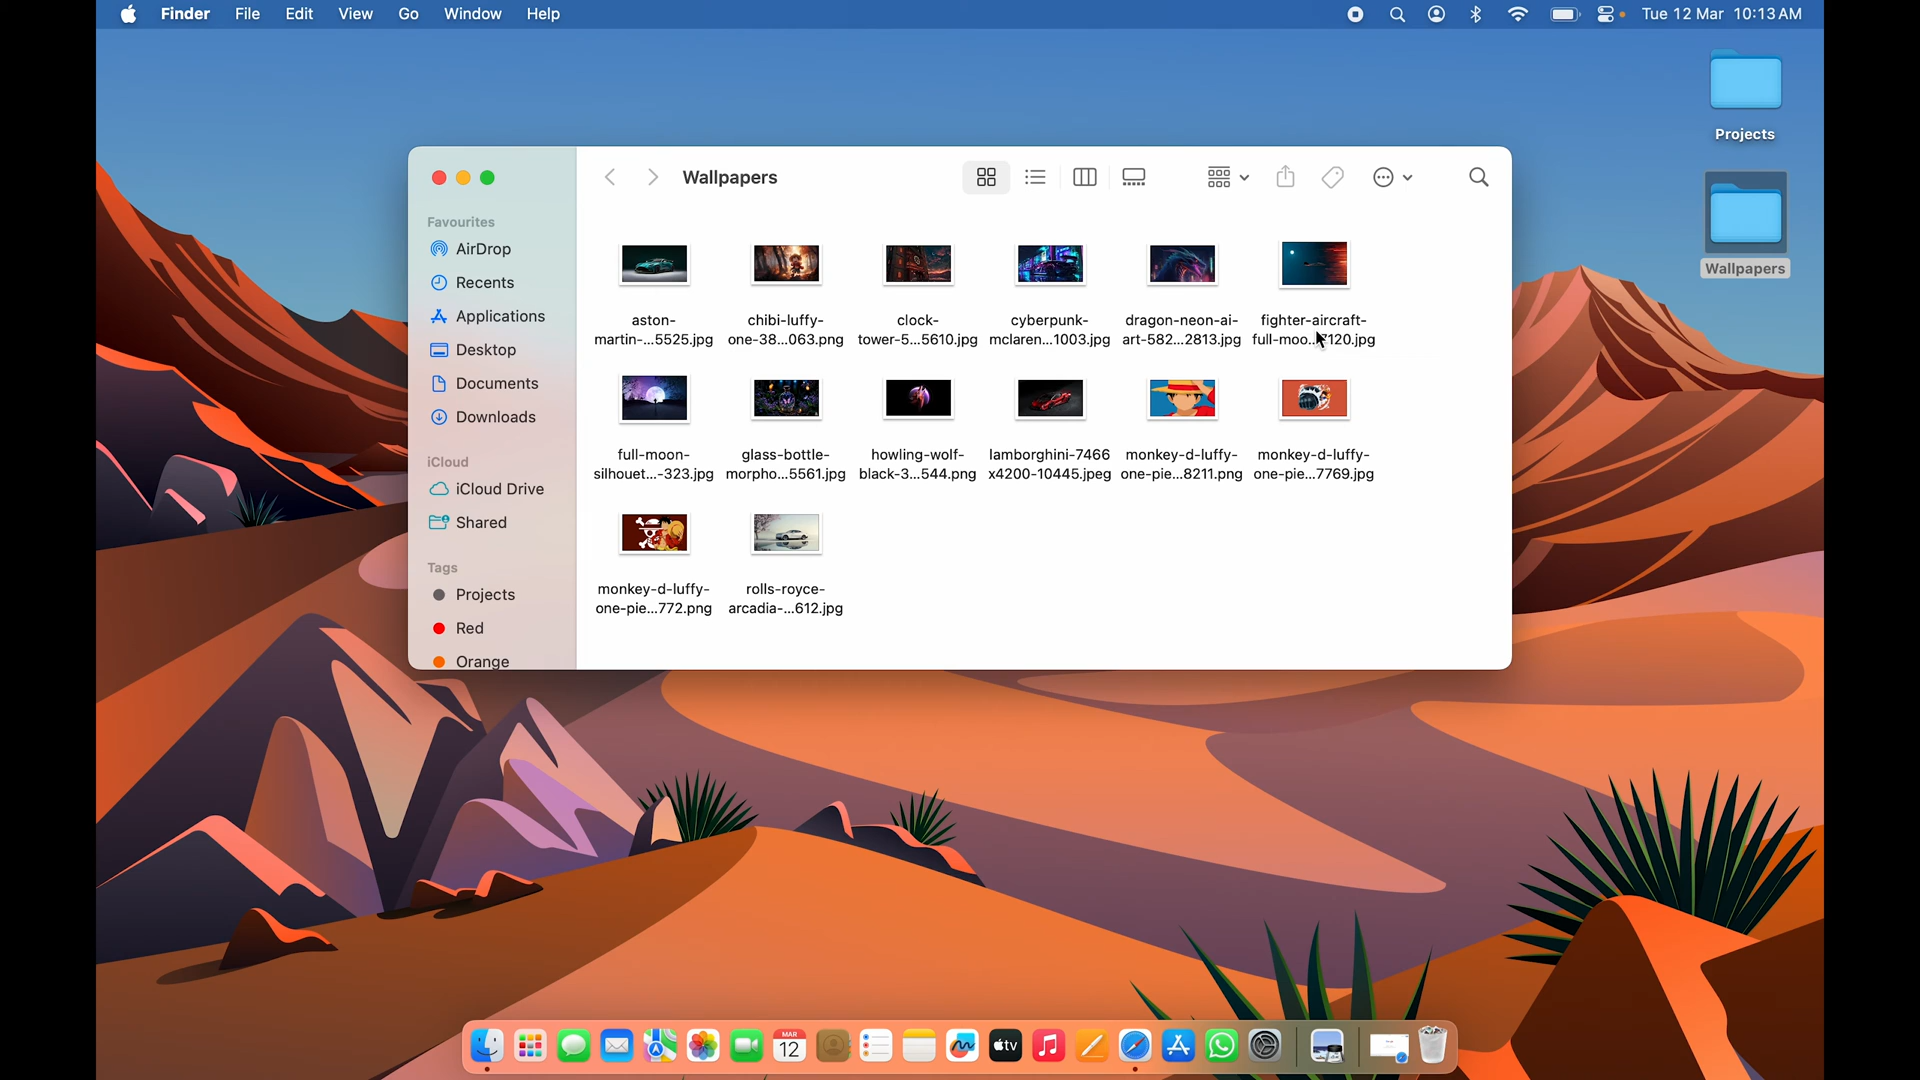 Finder File Edit View Go Window Help Tue 12 Mar 10:13 AM
Projects
Wallpapers
Wallpapers
Favourites
AirDrop
Recents
Applications
Desktop
Documents
Downloads
iCloud
iCloud Drive
Shared
Tags
Projects
Red
Orange
aston- chibi-luffy- clock- cyberpunk- dragon-neon-ai- fighter-aircraft-
martin-...5525.jpg one-38...063.png tower-5...5610.jpg mclaren...1003.jpg art-582...2813.jpg
full-moon- glass-bottle- howling-wolf- lamborghini-7466 monkey-d-luffy- monkey-d-luffy-
silhouet...-323.jpg morpho...5561.jpg black-3...544.png x4200-10445.jpeg one-pie...8211.png one-pie...7769.jpg
monkey-d-luffy- rolls-royce-
one-pie...772.png arcadia-...612.jpg
MAR
12
tv